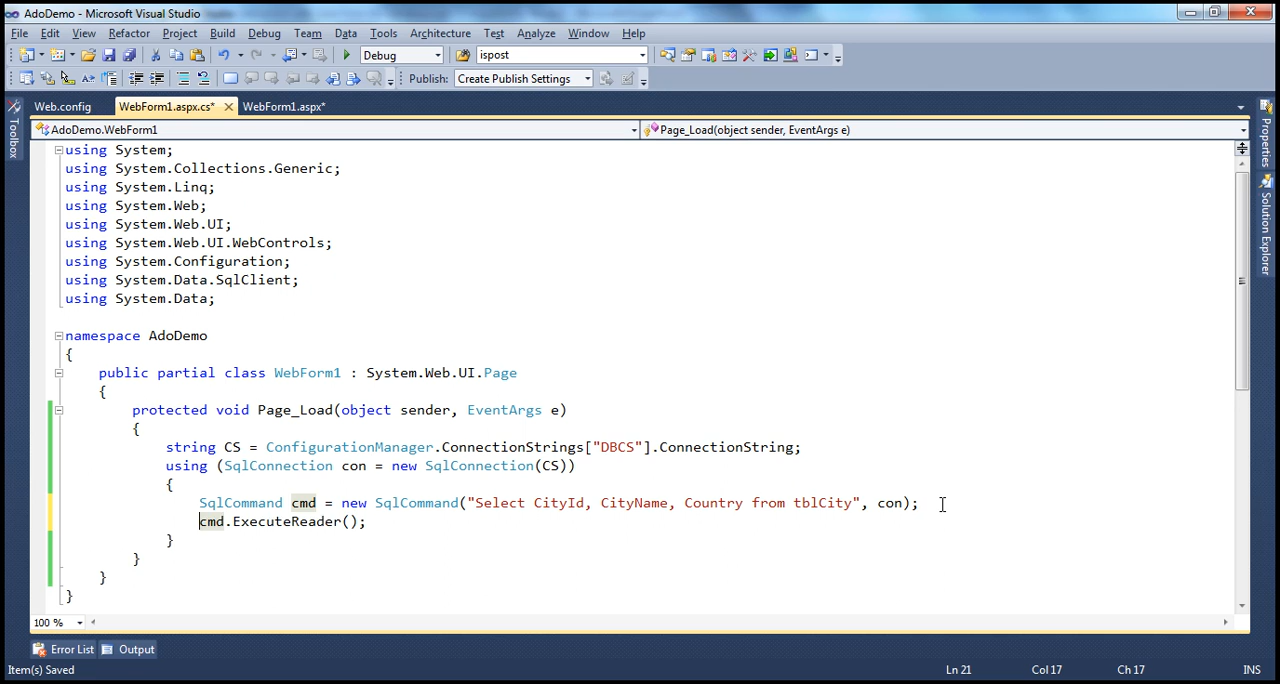 AdoDemo - Microsoft Visual Studio
File Edit View Refactor Project Build Debug Team Data Tools Architecture Test Analyze Window Help
Debug ispost
Publish: Create Publish Settings
Web.config WebForm1.aspx.cs* WebForm1.aspx*
AdoDemo.WebForm1 Page_Load(object sender, EventArgs e)
Toolbox
Properties
Solution Explorer
using System;
using System.Collections.Generic;
using System.Linq;
using System.Web;
using System.Web.UI;
using System.Web.UI.WebControls;
using System.Configuration;
using System.Data.SqlClient;
using System.Data;
namespace AdoDemo
{
public partial class WebForm1 : System.Web.UI.Page
{
protected void Page_Load(object sender, EventArgs e)
{
string CS = ConfigurationManager.ConnectionStrings["DBCS"].ConnectionString;
using (SqlConnection con = new SqlConnection(CS))
{
SqlCommand cmd = new SqlCommand("Select CityId, CityName, Country from tblCity", con);
cmd.ExecuteReader();
}
}
}
}
100 %
Error List Output
Item(s) Saved Ln 21 Col 17 Ch 17 INS